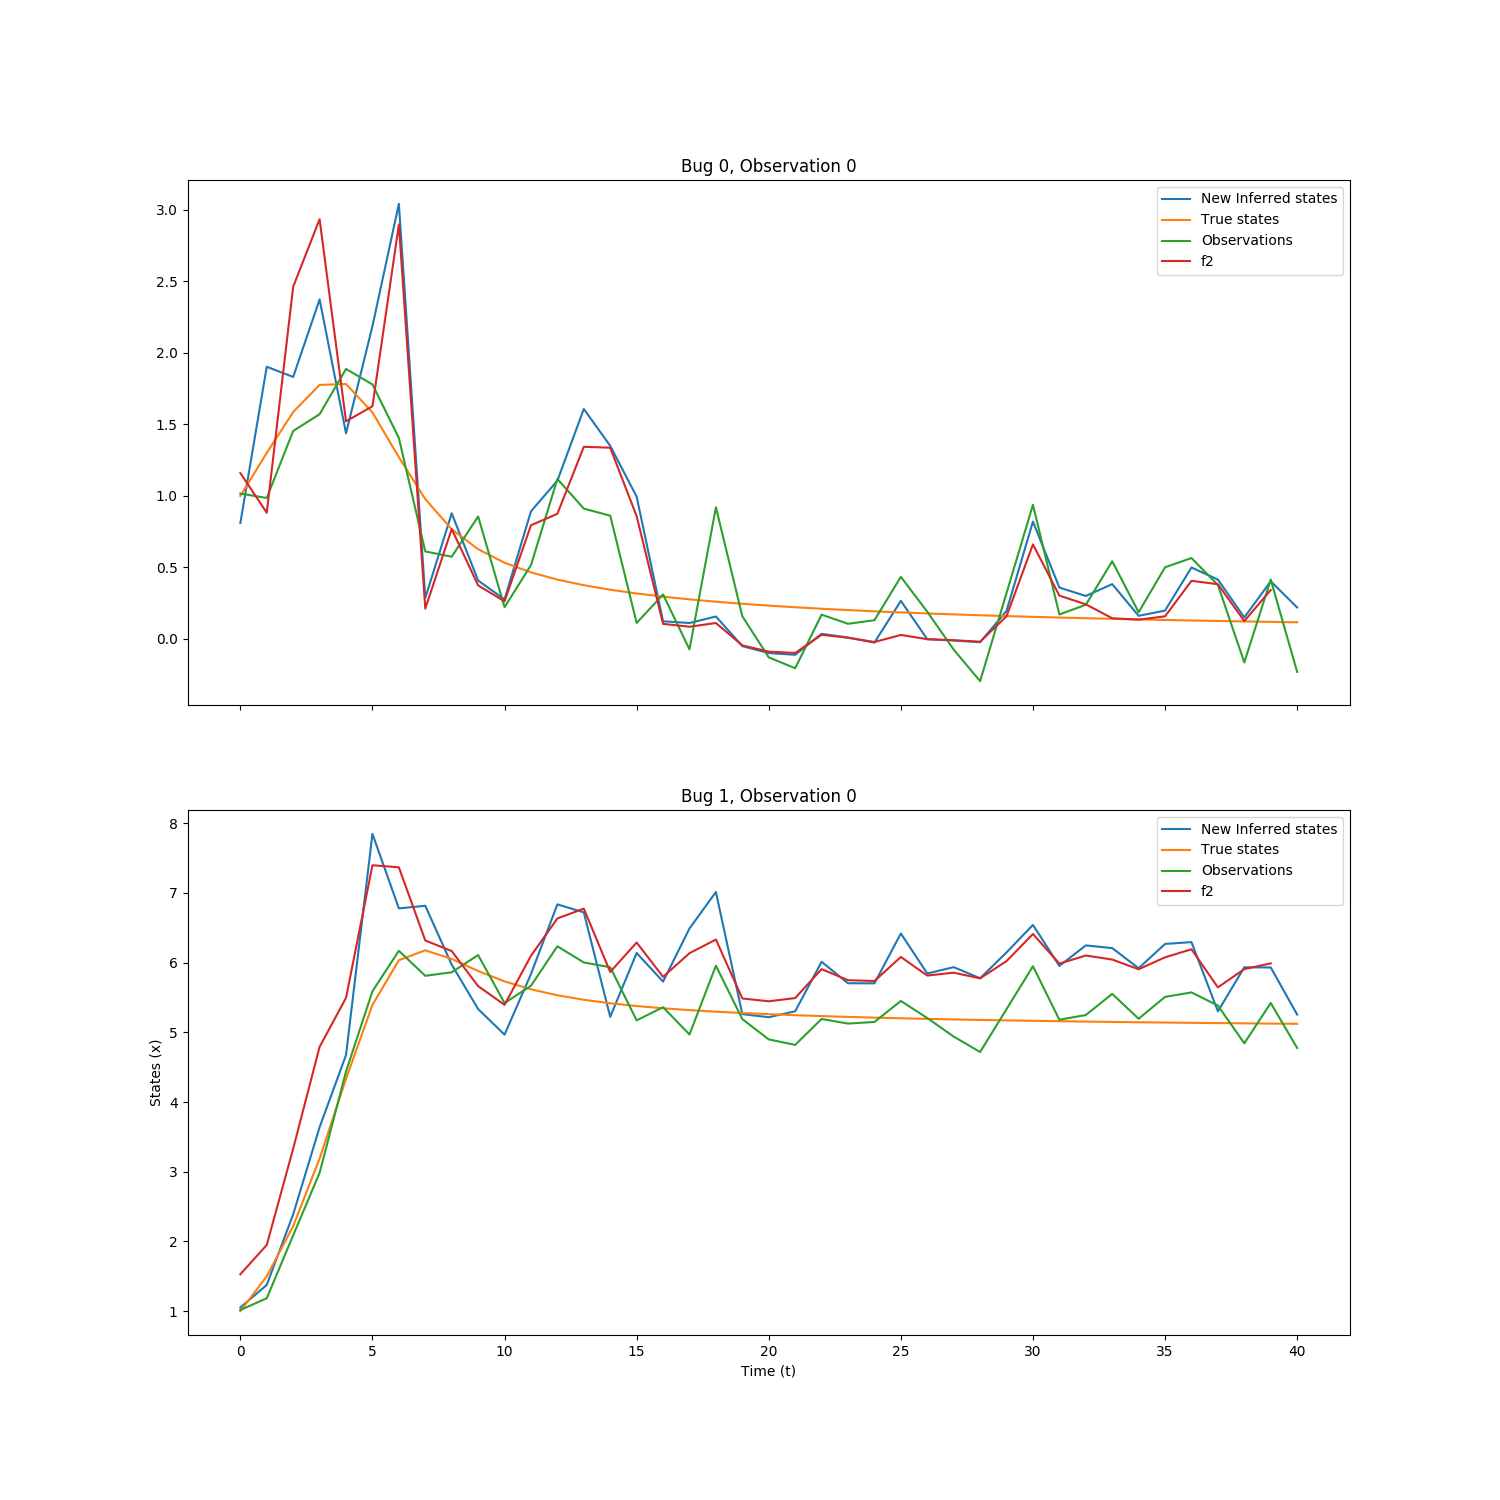 Bug 0, Observation 0
New Inferred states
True states
Observations
f2
3.0
2.5
2.0
1.5
1.0
0.5
0.0
Bug 1, Observation 0
New Inferred states
True states
Observations
f2
8
7
6
5
4
3
2
1
States (x)
0 5 10 15 20 25 30 35 40
Time (t)